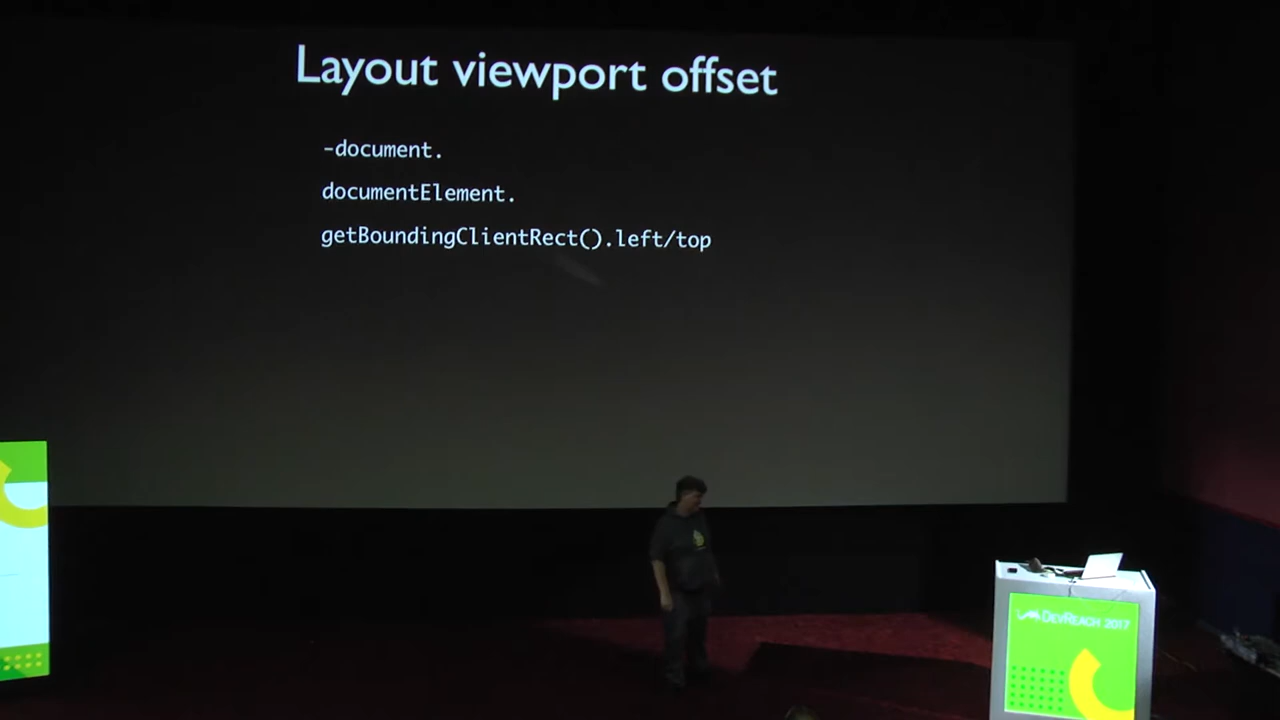 Layout viewport offset
-document.
documentElement.
getBoundingClientRect().left/top
DEVREACH 2017